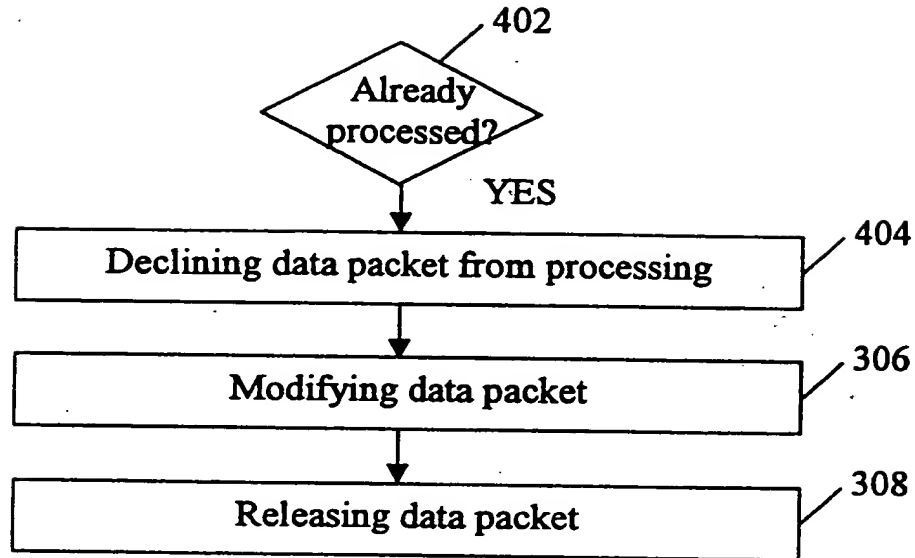 402
Already
processed?
YES
404
Declining data packet from processing
306
Modifying data packet
308
Releasing data packet